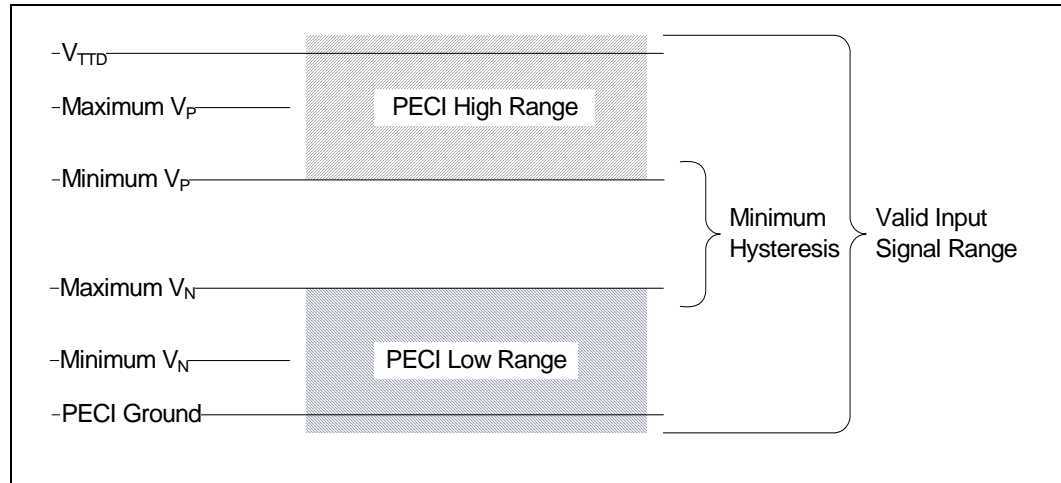 V_TTD
PECI High Range
Maximum V_P
Minimum V_P
Minimum
Hysteresis
Valid Input
Signal Range
Maximum V_N
Minimum V_N
PECI Low Range
PECI Ground